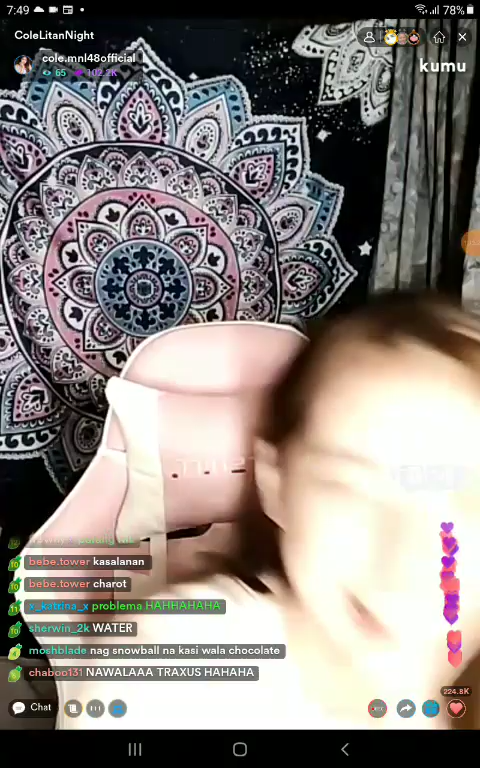 7:49
78%
ColeLitanNight
cole.mnl48official
65 102.2K
kumu
bebe.tower kasalanan
bebe.tower charot
x_katrina_x problema HAHHAHAHA
sherwin_2k WATER
moshblade nag snowball na kasi wala chocolate
chaboo131 NAWALAAA TRAXUS HAHAHA
224.8K
Chat